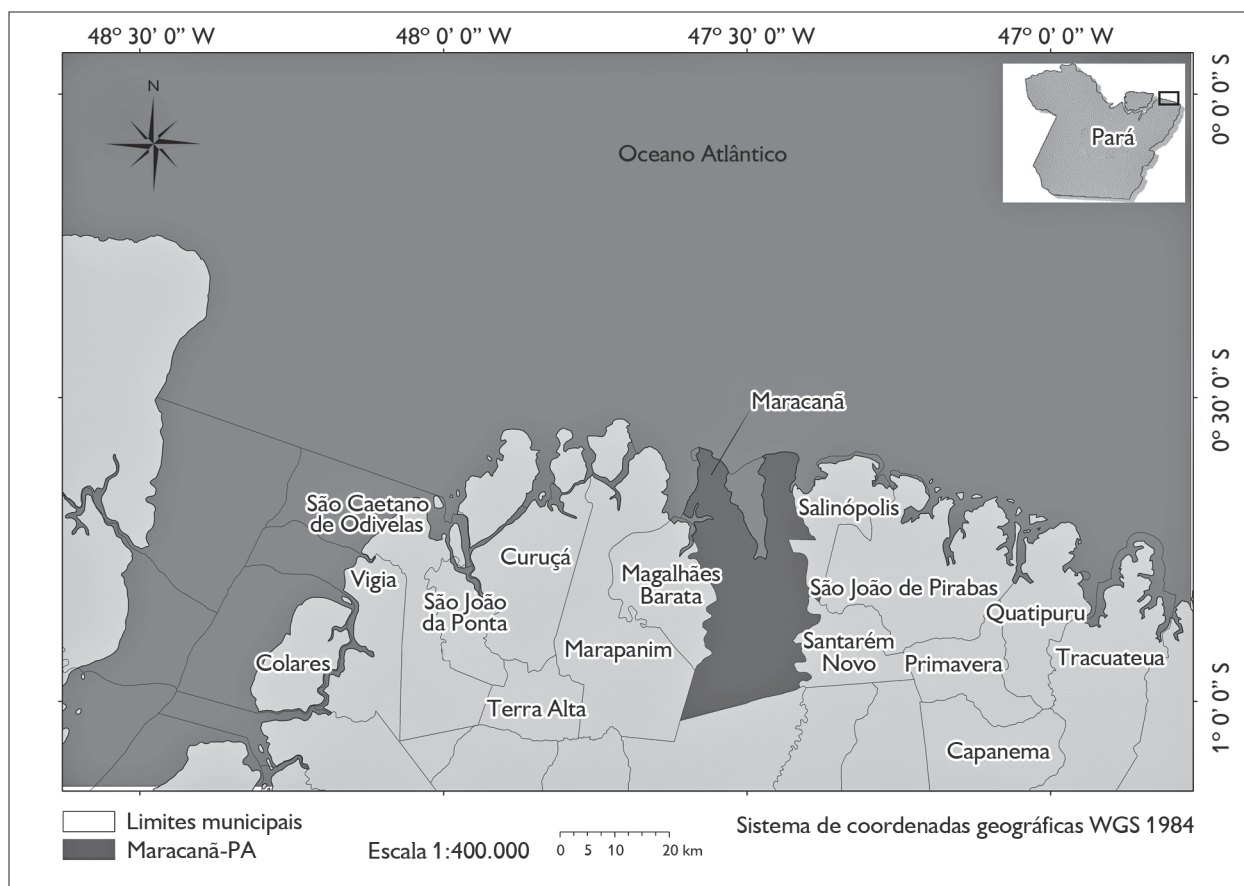 48° 30' 0'' W
48° 0' 0'' W
47° 30' 0'' W
47° 0' 0'' W
N
Pará
0° 0' 0'' S
Oceano Atlântico
0° 30' 0'' S
Maracanã
São Caetano
de Odivelas
Salinópolis
Curuçá
Vigia
Magalhães
Barata
São João
da Ponta
São João de Pirabas
Quatipuru
Colares
Marapanim
Santarém
Novo
Primavera
Tracuateua
Terra Alta
1° 0' 0'' S
Capanema
Limites municipais
Maracanã-PA
Escala 1:400.000
0 5 10 20 km
Sistema de coordenadas geográficas WGS 1984